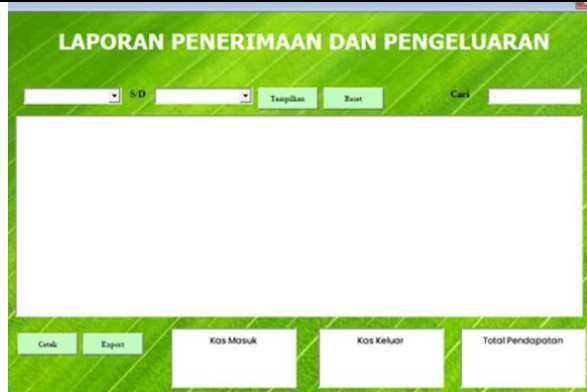 LAPORAN PENERIMAAN DAN PENGELUARAN
S/D Tampilkan Reset Cari
Cetak Export Kas Masuk Kas Keluar Total Pendapatan